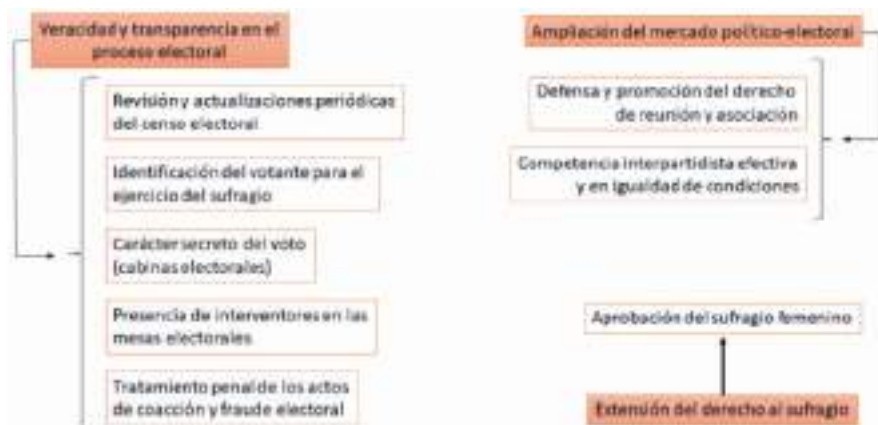 Veracidad y transparencia en el
proceso electoral
Revisión y actualizaciones periódicas
del censo electoral
Identificación del votante para el
ejercicio del sufragio
Carácter secreto del voto
(cabinas electorales)
Presencia de interventores en las
mesas electorales
Tratamiento penal de los actos
de coacción y fraude electoral
Ampliación del mercado político-electoral
Defensa y promoción del derecho
de reunión y asociación
Competencia interpartidista efectiva
y en igualdad de condiciones
Aprobación del sufragio femenino
Extensión del derecho al sufragio